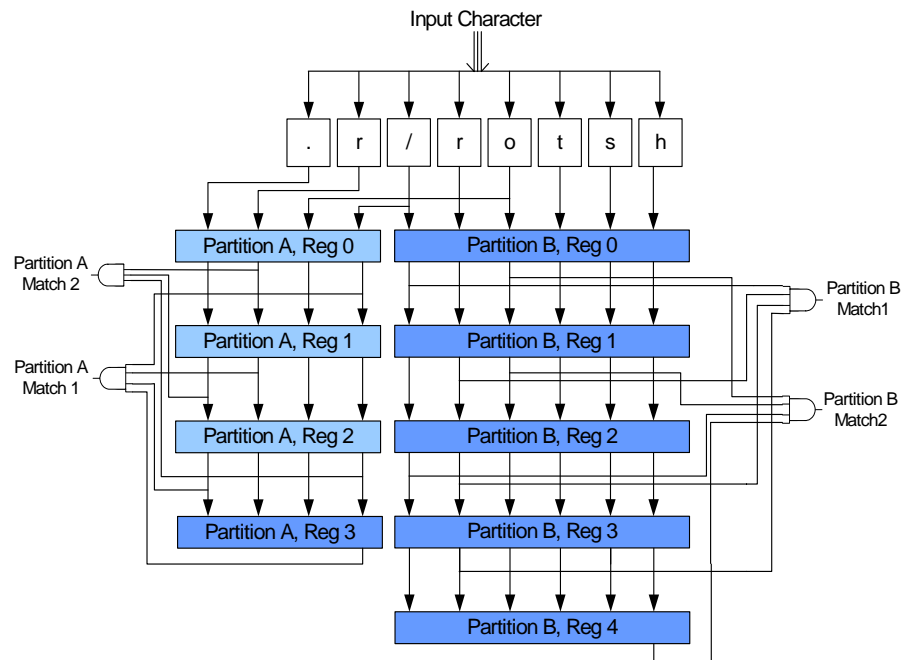 Input Character
. r / r o t s h
Partition A, Reg 0
Partition B, Reg 0
Partition A
Match 2
Partition B
Match1
Partition A, Reg 1
Partition B, Reg 1
Partition A
Match 1
Partition B
Match2
Partition A, Reg 2
Partition B, Reg 2
Partition A, Reg 3
Partition B, Reg 3
Partition B, Reg 4